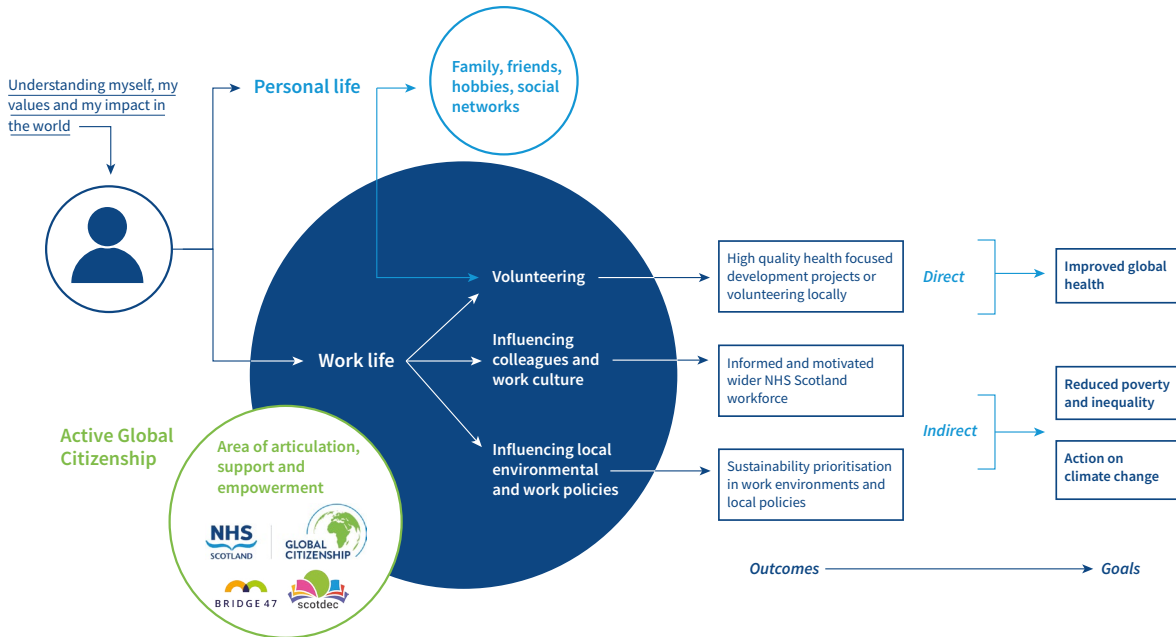 Understanding myself, my
values and my impact in
the world
Personal life
Family, friends,
hobbies, social
networks
Work life
Volunteering
Influencing
colleagues and
work culture
Influencing local
environmental
and work policies
High quality health focused
development projects or
volunteering locally
Informed and motivated
wider NHS Scotland
workforce
Sustainability prioritisation
in work environments and
local policies
Direct
Indirect
Improved global
health
Reduced poverty
and inequality
Action on
climate change
Active Global
Citizenship
Area of articulation,
support and
empowerment
NHS
SCOTLAND
GLOBAL
CITIZENSHIP
BRIDGE 47
scotdec
Outcomes
Goals